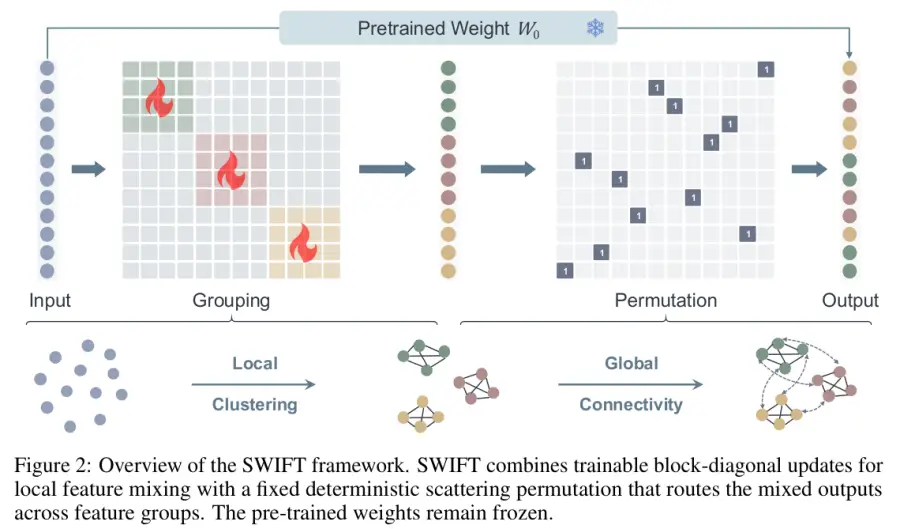 Pretrained Weight W₀
1
1
1
1
1
1
1
1
1
1
1
1
Input
Grouping
Permutation
Output
Local
Clustering
Global
Connectivity
Figure 2: Overview of the SWIFT framework. SWIFT combines trainable block-diagonal updates for
local feature mixing with a fixed deterministic scattering permutation that routes the mixed outputs
across feature groups. The pre-trained weights remain frozen.